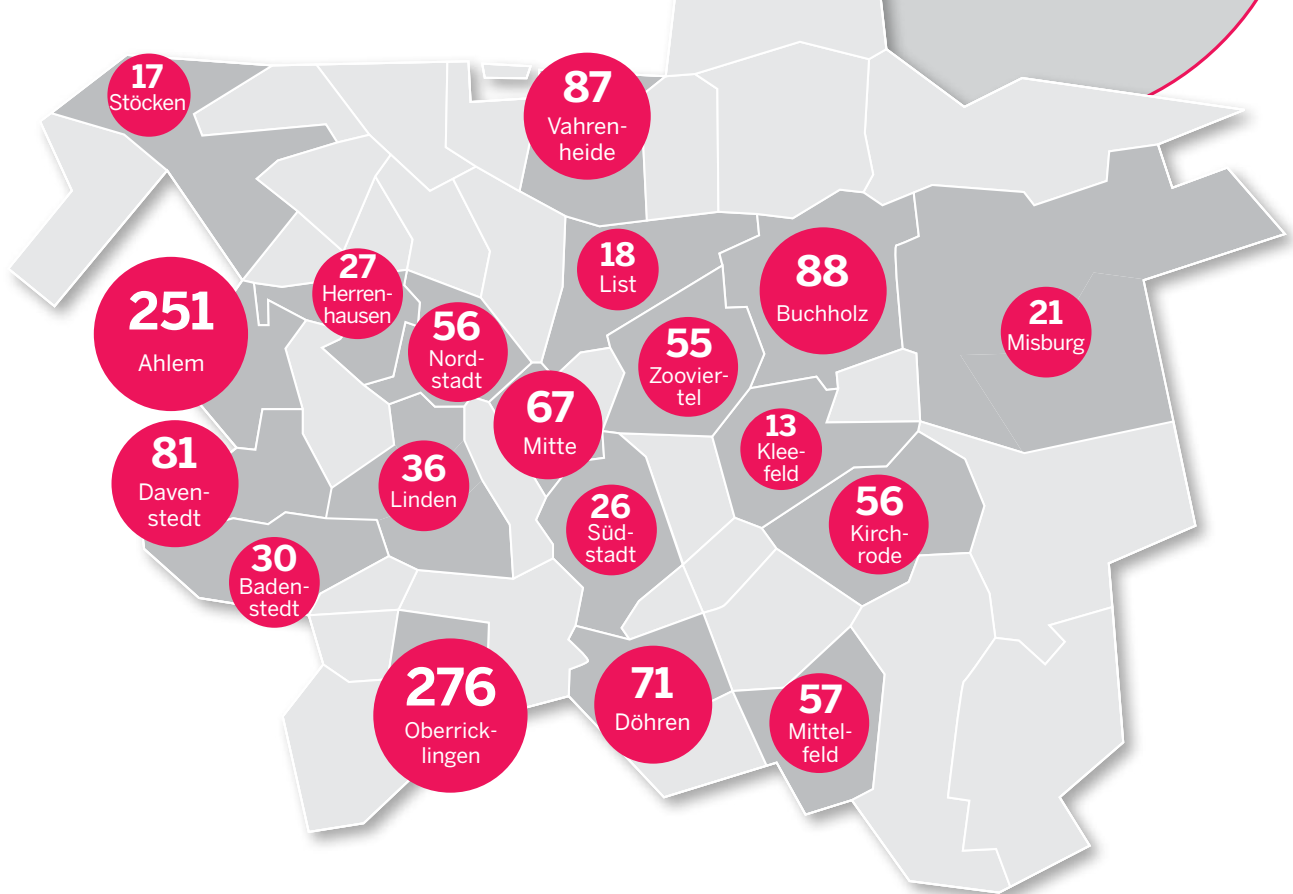 17
Stöcken
87
Vahren-
heide
27
Herren-
hausen
18
List
88
Buchholz
251
Ahlem
56
Nord-
stadt
55
Zoovier-
tel
21
Misburg
67
Mitte
13
Klee-
feld
81
Daven-
stedt
36
Linden
26
Süd-
stadt
56
Kirch-
rode
30
Baden-
stedt
276
Oberrick-
lingen
71
Döhren
57
Mittel-
feld